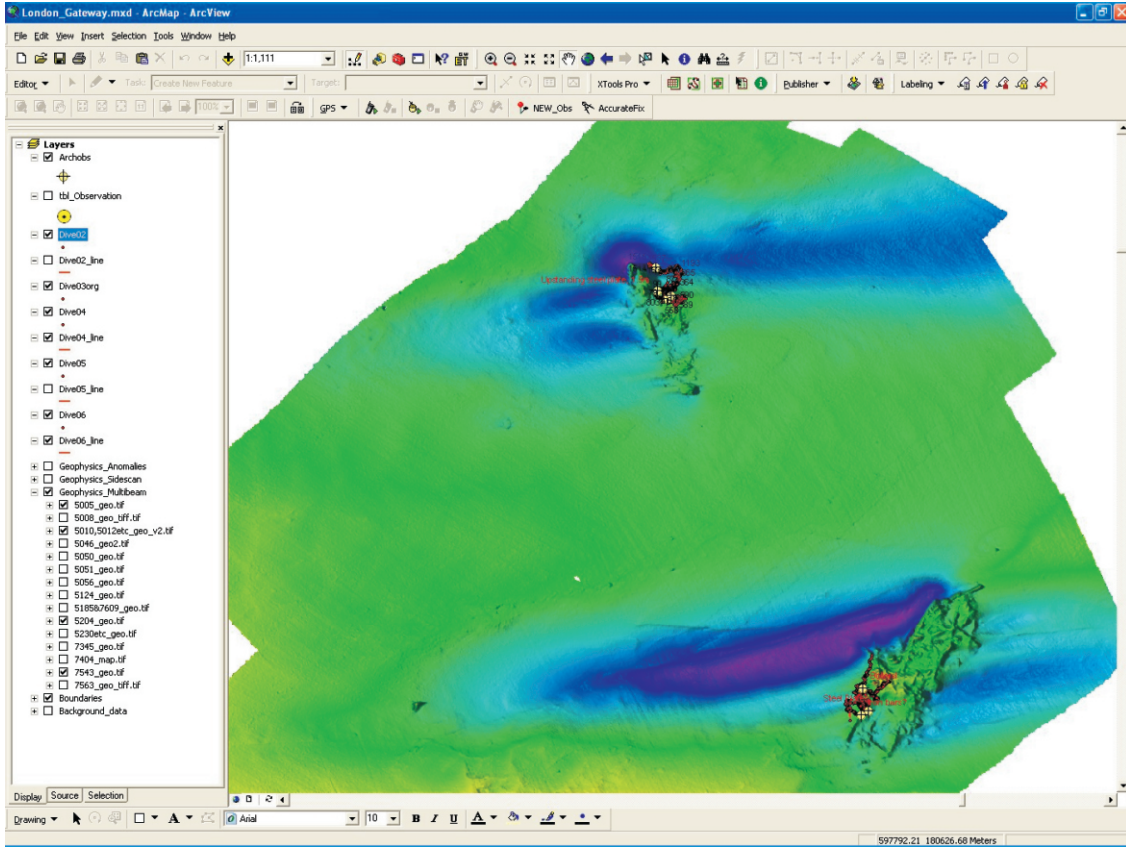 London_Gateway.mxd - ArcMap - ArcView
File Edit View Insert Selection Tools Window Help
1:1,111
Editor Task: Create New Feature Target: XTools Pro Publisher Labeling
100% GPS NEW_Obs AccurateFix
Layers
Archobs
tbl_Observation
Dive02
Dive02_line
Dive03org
Dive04
Dive04_line
Dive05
Dive05_line
Dive06
Dive06_line
Geophysics_Anomalies
Geophysics_Sidescan
Geophysics_Multibeam
5005_geo.tif
5008_geo_tiff.tif
5010,5012etc_geo_v2.tif
5046_geo2.tif
5050_geo.tif
5051_geo.tif
5056_geo.tif
5124_geo.tif
5185&7609_geo.tif
5204_geo.tif
5230etc_geo.tif
7345_geo.tif
7404_map.tif
7543_geo.tif
7563_geo_tiff.tif
Boundaries
Background_data
Upstanding
Steel
Display Source Selection
Drawing A Arial 10 B I U A
597792.21 180626.68 Meters